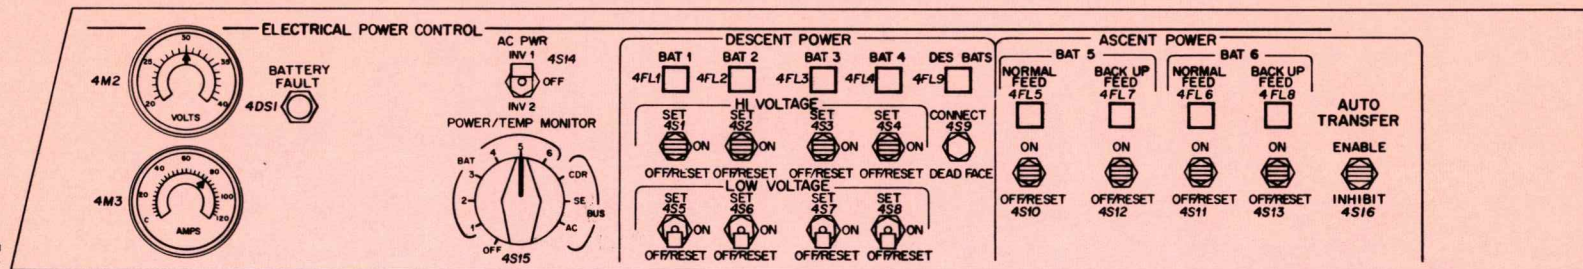 ELECTRICAL POWER CONTROL
4M2
20 25 30 35 40
VOLTS
BATTERY
FAULT
4DS1
4M3
C 20 40 60 80 100 120
AMPS
AC PWR
INV 1
4S14
OFF
INV 2
POWER/TEMP MONITOR
BAT
OFF 1 2 3 4 5 6
CDR
SE
AC
BUS
4S15
DESCENT POWER
BAT 1 BAT 2 BAT 3 BAT 4 DES BATS
4FL1 4FL2 4FL3 4FL4 4FL9
HI VOLTAGE
SET SET SET SET CONNECT
4S1 4S2 4S3 4S4 4S9
ON ON ON ON
OFF/RESET OFF/RESET OFF/RESET OFF/RESET DEAD FACE
LOW VOLTAGE
SET SET SET SET
4S5 4S6 4S7 4S8
ON ON ON ON
OFF/RESET OFF/RESET OFF/RESET OFF/RESET
ASCENT POWER
BAT 5 BAT 6
NORMAL BACK UP NORMAL BACK UP
FEED FEED FEED FEED
4FL5 4FL7 4FL6 4FL8
ON ON ON ON
OFF/RESET OFF/RESET OFF/RESET OFF/RESET
4S10 4S12 4S11 4S13
AUTO
TRANSFER
ENABLE
INHIBIT
4S16